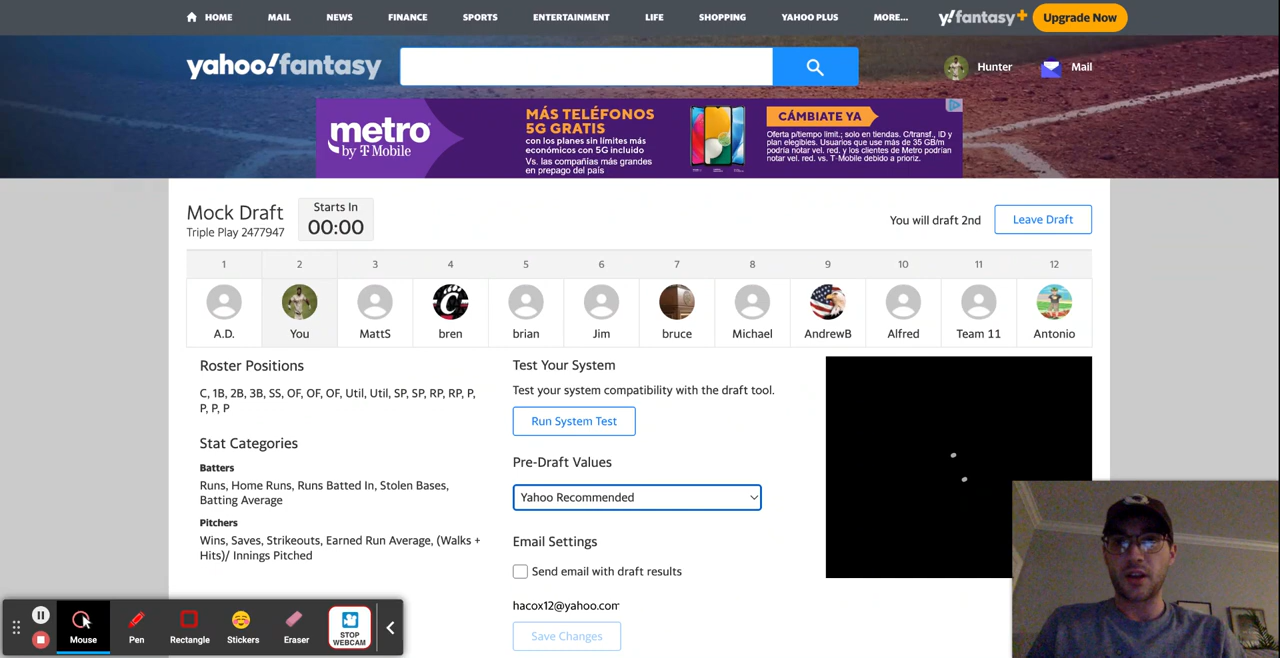 HOME MAIL NEWS FINANCE SPORTS ENTERTAINMENT LIFE SHOPPING YAHOO PLUS MORE... y!fantasy+ Upgrade Now
yahoo!fantasy
Hunter
Mail
metro
by T Mobile
MÁS TELÉFONOS
5G GRATIS
con los planes sin límites más
económicos con 5G incluido
Vs. las compañías más grandes
en prepago del país
CÁMBIATE YA
Oferta p/tiempo limit.; solo en tiendas. C/transf., ID y
plan elegibles. Usuarios que use más de 35 GB/m
podría notar vel. red. y los clientes de Metro podrían
notar vel. red. vs. T-Mobile debido a prioriz.
Mock Draft
Triple Play 2477947
Starts In
00:00
You will draft 2nd
Leave Draft
1 2 3 4 5 6 7 8 9 10 11 12
A.D. You MattS bren brian Jim bruce Michael AndrewB Alfred Team 11 Antonio
Roster Positions
C, 1B, 2B, 3B, SS, OF, OF, OF, Util, Util, SP, SP, RP, RP, P,
P, P, P
Stat Categories
Batters
Runs, Home Runs, Runs Batted In, Stolen Bases,
Batting Average
Pitchers
Wins, Saves, Strikeouts, Earned Run Average, (Walks +
Hits)/ Innings Pitched
Test Your System
Test your system compatibility with the draft tool.
Run System Test
Pre-Draft Values
Yahoo Recommended
Email Settings
Send email with draft results
hacox12@yahoo.com
Save Changes
Mouse
Pen
Rectangle
Stickers
Eraser
STOP
WEBCAM